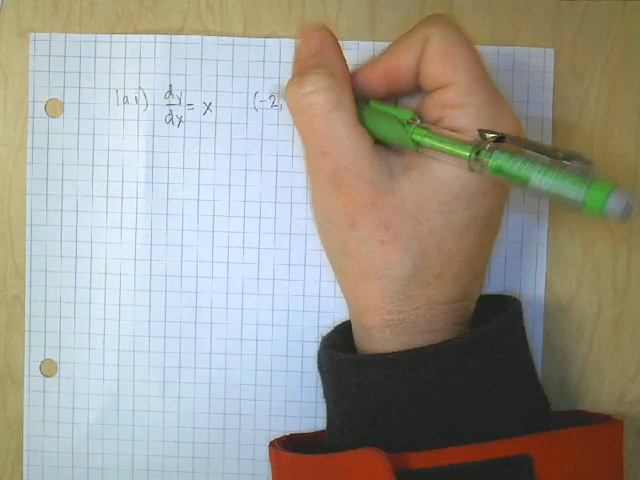 1a.i) dy/dx = x (-2,